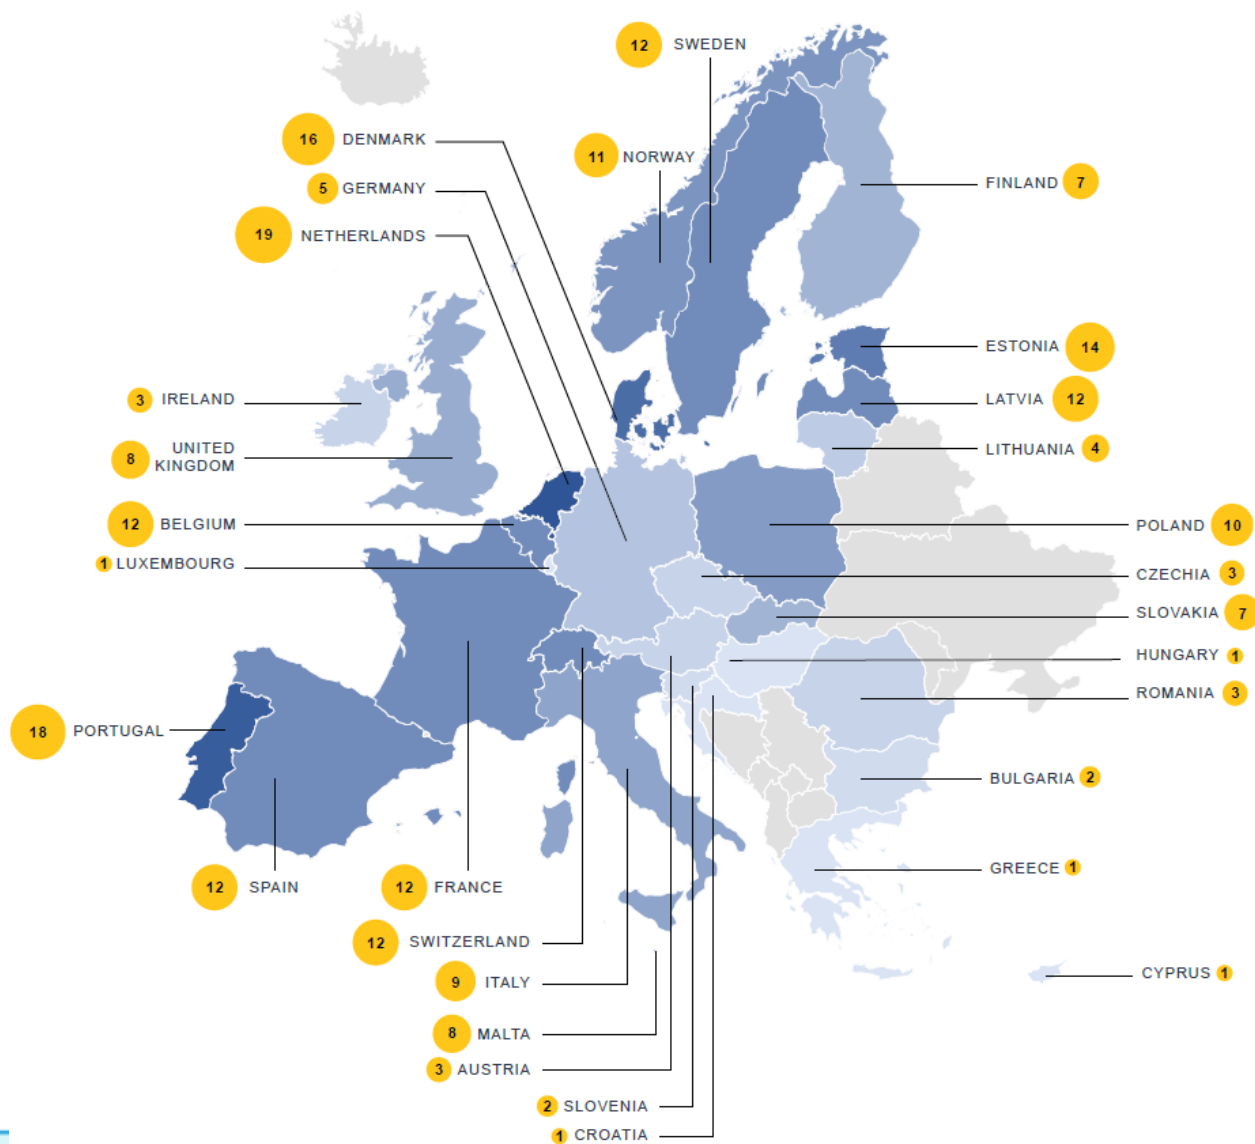 12 SWEDEN
16 DENMARK
11 NORWAY
5 GERMANY
FINLAND 7
19 NETHERLANDS
ESTONIA 14
3 IRELAND
LATVIA 12
8 UNITED
KINGDOM
LITHUANIA 4
12 BELGIUM
POLAND 10
1 LUXEMBOURG
CZECHIA 3
SLOVAKIA 7
HUNGARY 1
ROMANIA 3
18 PORTUGAL
BULGARIA 2
GREECE 1
12 SPAIN
12 FRANCE
12 SWITZERLAND
CYPRUS 1
9 ITALY
8 MALTA
3 AUSTRIA
2 SLOVENIA
1 CROATIA